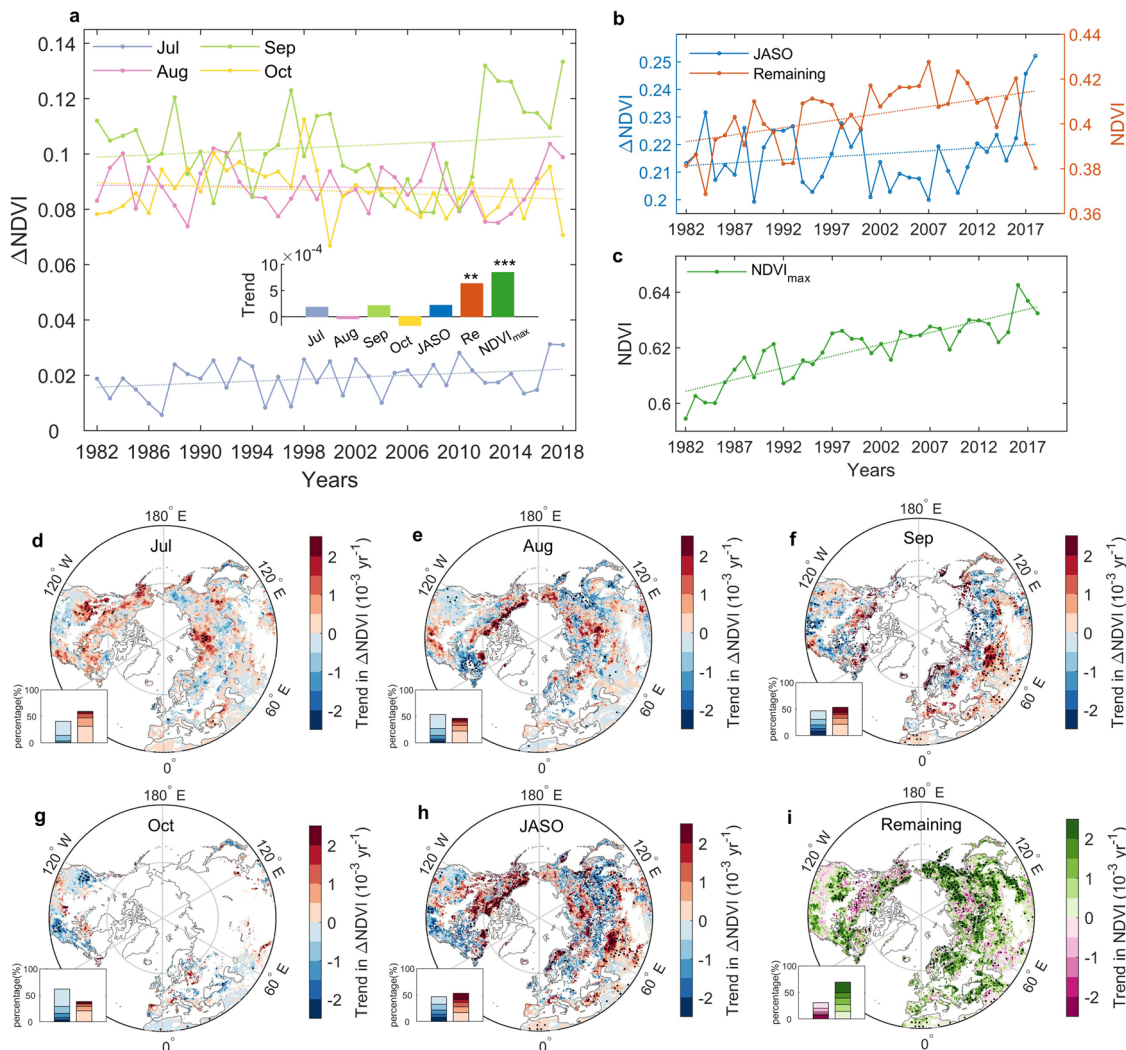 a
Jul
Sep
Aug
Oct
ΔNDVI
0.14
0.12
0.1
0.08
0.06
0.04
0.02
0
1982 1986 1990 1994 1998 2002 2006 2010 2014 2018
Years
×10-4
Trend
10
5
0
** ***
Jul Aug Sep Oct JASO Re NDVImax
b
JASO
Remaining
ΔNDVI
0.25
0.24
0.23
0.22
0.21
0.2
NDVI
0.44
0.42
0.4
0.38
0.36
1982 1987 1992 1997 2002 2007 2012 2017
c
NDVImax
NDVI
0.64
0.62
0.6
1982 1987 1992 1997 2002 2007 2012 2017
Years
d
180° E
Jul
120° W
120° E
60° E
0°
percentage(%)
100
50
0
2
1
0
-1
-2
Trend in ΔNDVI (10-3 yr-1)
e
180° E
Aug
120° W
120° E
60° E
0°
percentage(%)
100
50
0
2
1
0
-1
-2
Trend in ΔNDVI (10-3 yr-1)
f
180° E
Sep
120° W
120° E
60° E
0°
percentage(%)
100
50
0
2
1
0
-1
-2
Trend in ΔNDVI (10-3 yr-1)
g
180° E
Oct
120° W
120° E
60° E
0°
percentage(%)
100
50
0
2
1
0
-1
-2
Trend in ΔNDVI (10-3 yr-1)
h
180° E
JASO
120° W
120° E
60° E
0°
percentage(%)
100
50
0
2
1
0
-1
-2
Trend in ΔNDVI (10-3 yr-1)
i
180° E
Remaining
120° W
120° E
60° E
0°
percentage(%)
100
50
0
2
1
0
-1
-2
Trend in NDVI (10-3 yr-1)